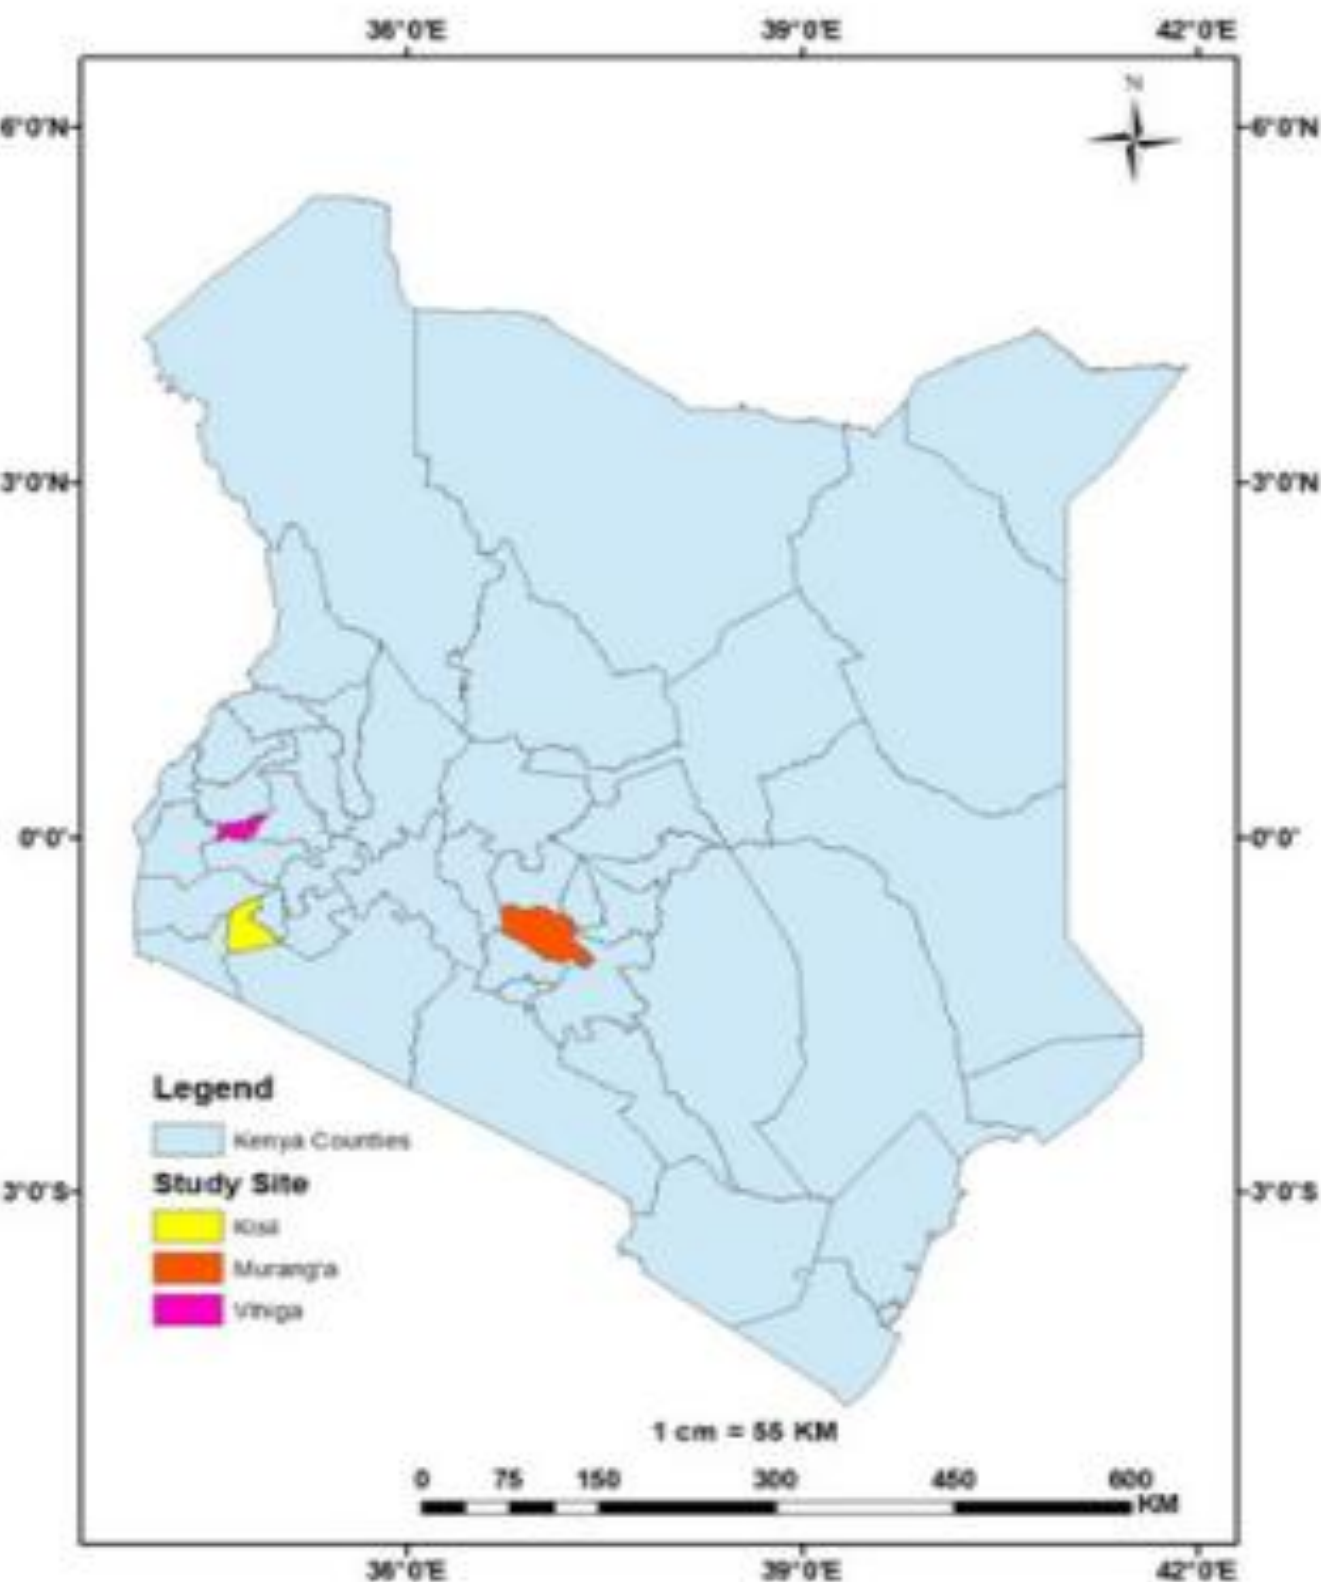 36°0'E 39°0'E 42°0'E
N
6°0'N 6°0'N
3°0'N 3°0'N
0°0' 0°0'
Legend
Kenya Counties
Study Site
3°0'S 3°0'S
Kisii
Murang'a
Vihiga
1 cm = 55 KM
0 75 150 300 450 600
KM
36°0'E 39°0'E 42°0'E